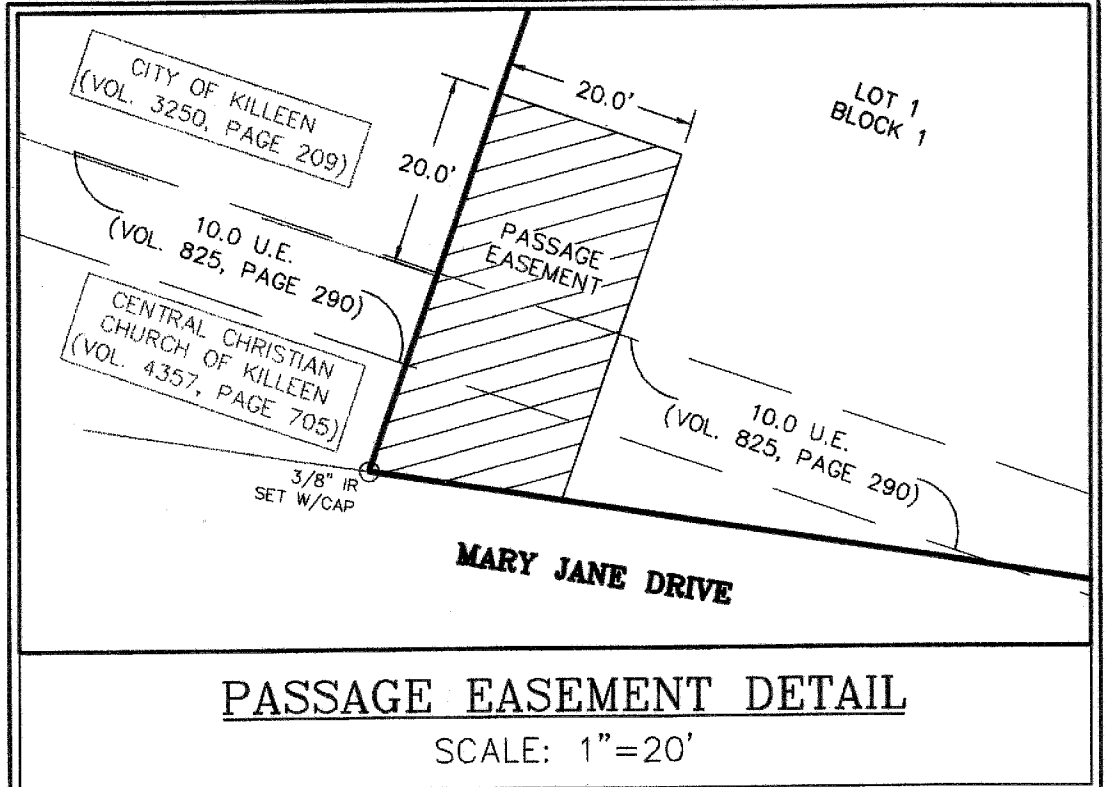 CITY OF KILLEEN
(VOL. 3250, PAGE 209)
20.0'
LOT 1
BLOCK 1
20.0'
10.0 U.E.
(VOL. 825, PAGE 290)
PASSAGE
EASEMENT
CENTRAL CHRISTIAN
CHURCH OF KILLEEN
(VOL. 4357, PAGE 705)
10.0 U.E.
(VOL. 825, PAGE 290)
3/8" IR
SET W/CAP
MARY JANE DRIVE
PASSAGE EASEMENT DETAIL
SCALE: 1"=20'